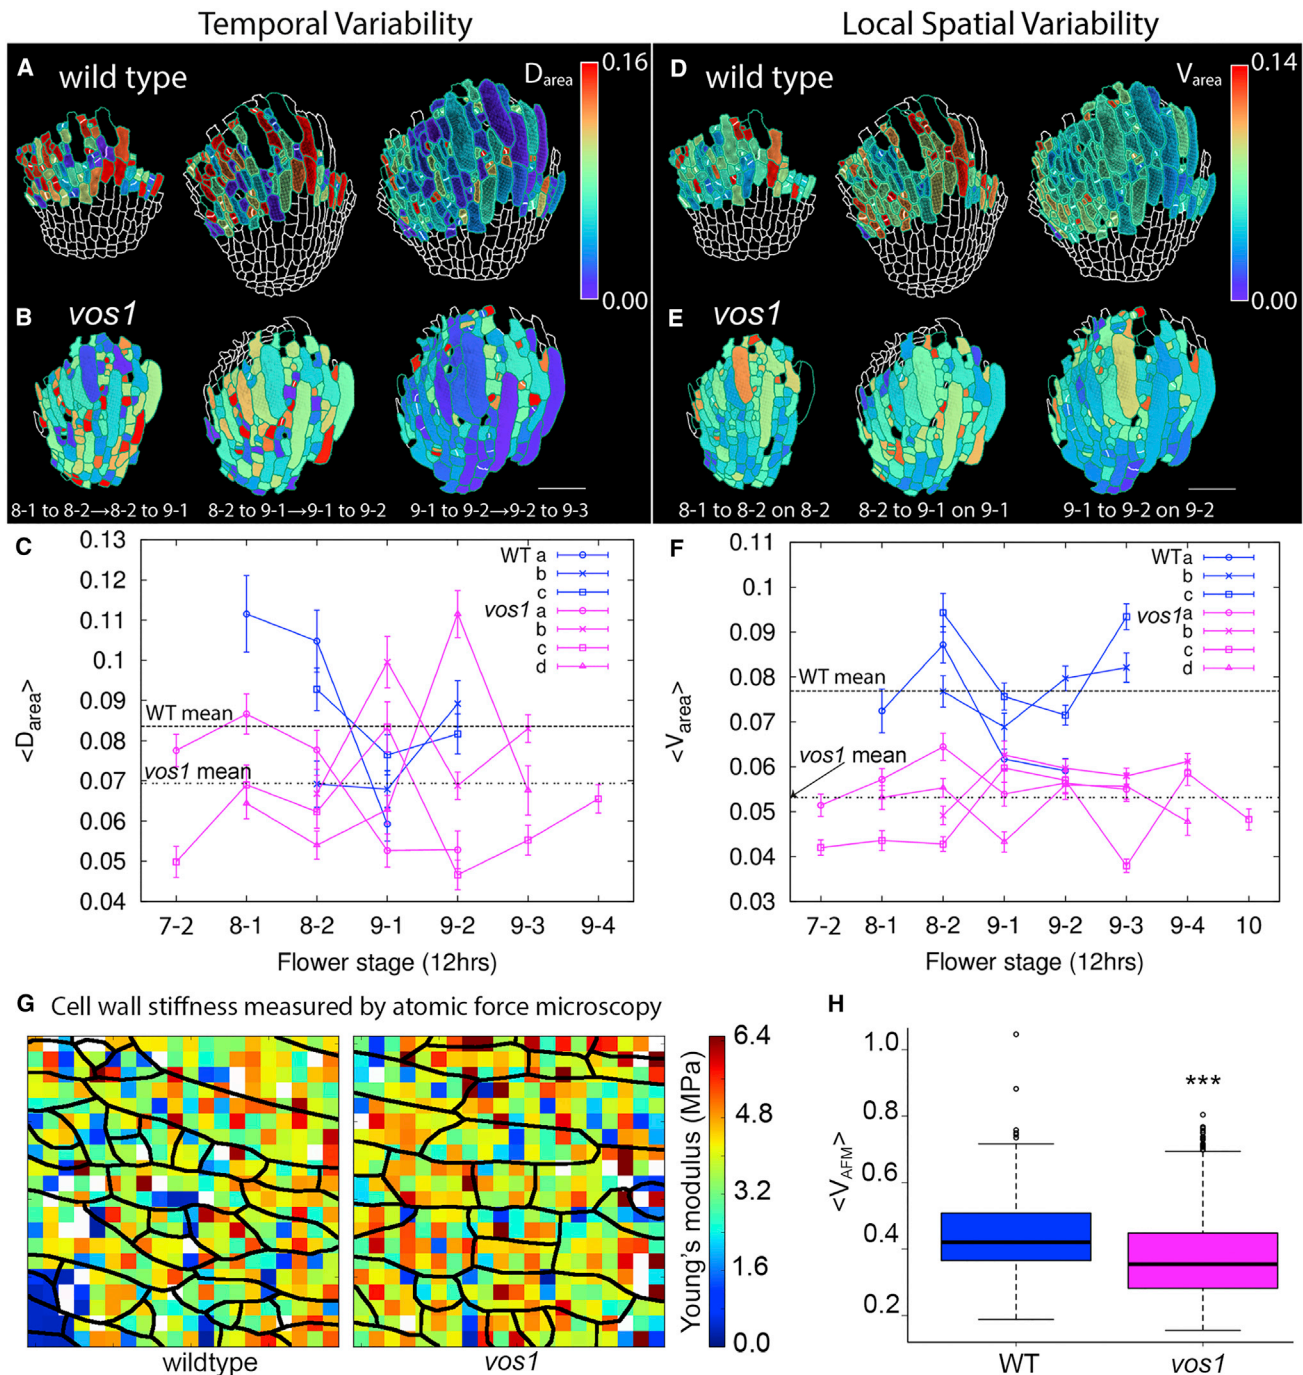 Temporal Variability
Local Spatial Variability
A wild type
D_area
0.16
0.00
D wild type
V_area
0.14
0.00
B vos1
8-1 to 8-2→8-2 to 9-1
8-2 to 9-1→9-1 to 9-2
9-1 to 9-2→9-2 to 9-3
E vos1
8-1 to 8-2 on 8-2
8-2 to 9-1 on 9-1
9-1 to 9-2 on 9-2
C
<D_area>
0.13
0.12
0.11
0.1
0.09
0.08
0.07
0.06
0.05
0.04
WT a
b
c
vos1 a
b
c
d
WT mean
vos1 mean
7-2 8-1 8-2 9-1 9-2 9-3 9-4
Flower stage (12hrs)
F
<V_area>
0.11
0.1
0.09
0.08
0.07
0.06
0.05
0.04
0.03
WT a
b
c
vos1 a
b
c
d
WT mean
vos1 mean
7-2 8-1 8-2 9-1 9-2 9-3 9-4 10
Flower stage (12hrs)
G Cell wall stiffness measured by atomic force microscopy
wildtype
vos1
Young's modulus (MPa)
6.4
4.8
3.2
1.6
0.0
H
<V_AFM>
1.0
0.8
0.6
0.4
0.2
***
WT
vos1